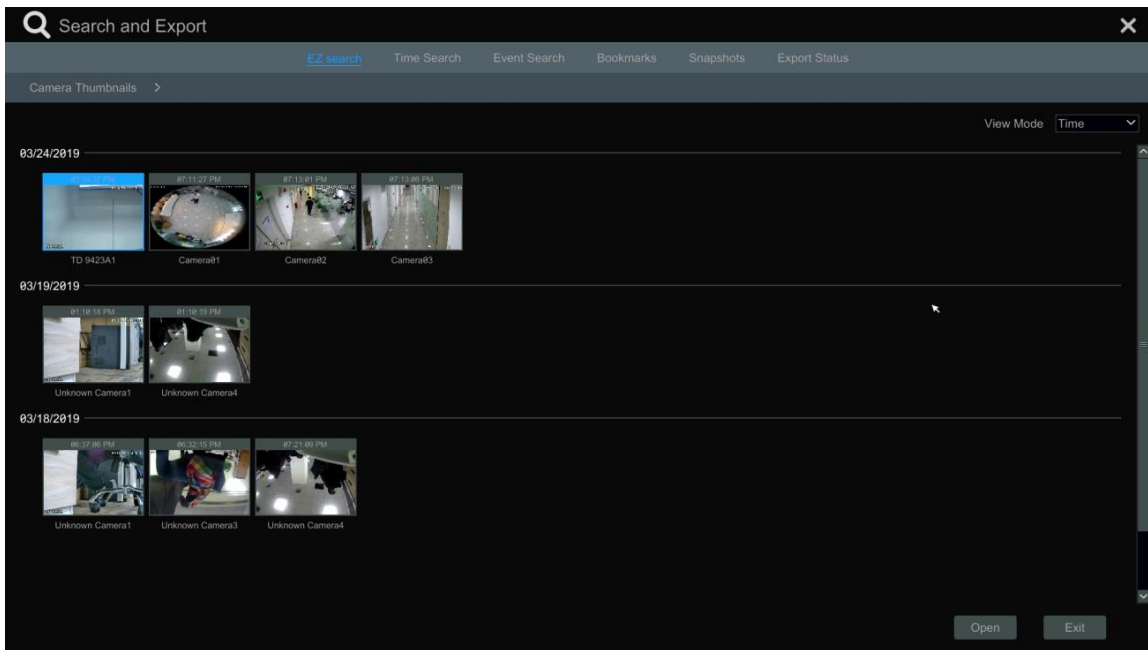 Search and Export
EZ search Time Search Event Search Bookmarks Snapshots Export Status
Camera Thumbnails >
View Mode Time
03/24/2019
07:11:27 PM 07:13:01 PM 07:13:06 PM
TD 9423A1 Camera01 Camera02 Camera03
03/19/2019
01:10:18 PM 01:10:19 PM
Unknown Camera1 Unknown Camera4
03/18/2019
06:37:06 PM 06:32:15 PM 07:21:09 PM
Unknown Camera1 Unknown Camera3 Unknown Camera4
Open Exit